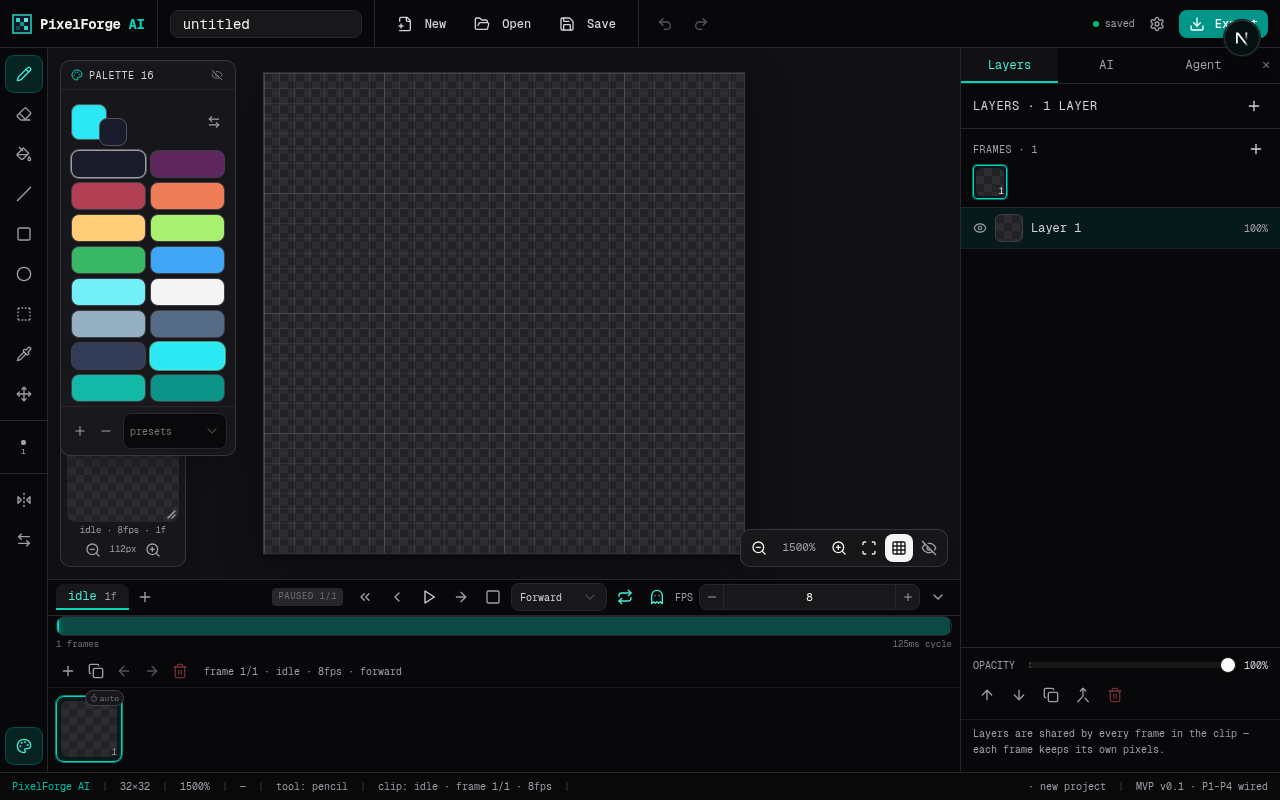 PixelForge AI
untitled
New
Open
Save
saved
N
PALETTE 16
presets
idle · 8fps · 1f
112px
1500%
Layers
AI
Agent
×
LAYERS · 1 LAYER
FRAMES · 1
1
Layer 1
100%
1
idle 1f
PAUSED 1/1
Forward
FPS
8
1 frames
125ms cycle
frame 1/1 · idle · 8fps · forward
auto
1
OPACITY
100%
Layers are shared by every frame in the clip —
each frame keeps its own pixels.
PixelForge AI | 32×32 | 1500% | — | tool: pencil | clip: idle · frame 1/1 · 8fps |
· new project | MVP v0.1 · P1–P4 wired